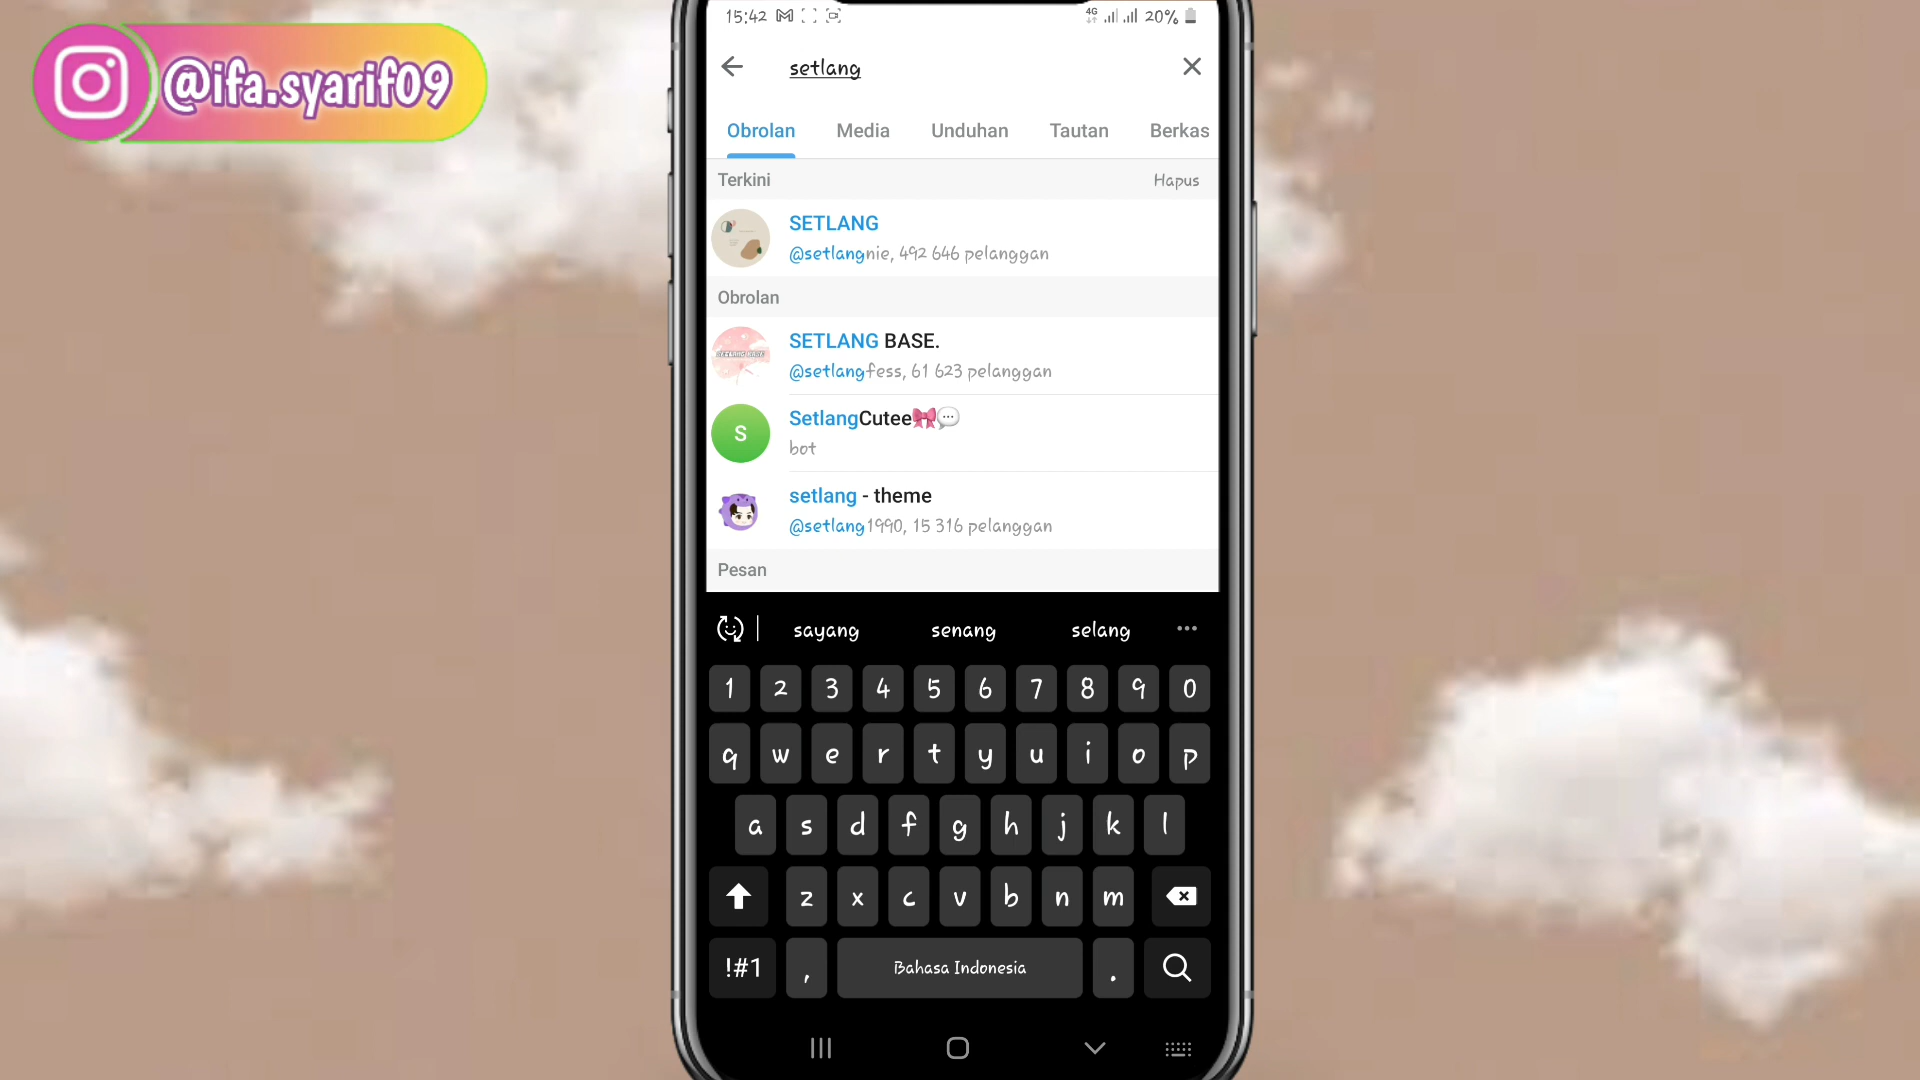 @ifa.syarif09
15:42 4G 20%
setlang
Obrolan Media Unduhan Tautan Berkas
Terkini Hapus
SETLANG
@setlangnie, 492 646 pelanggan
Obrolan
SETLANG BASE.
@setlangfess, 61 623 pelanggan
S
SetlangCutee🎀💬
bot
setlang - theme
@setlang1990, 15 316 pelanggan
Pesan
sayang senang selang
1 2 3 4 5 6 7 8 9 0
q w e r t y u i o p
a s d f g h j k l
z x c v b n m
!#1 , Bahasa Indonesia .